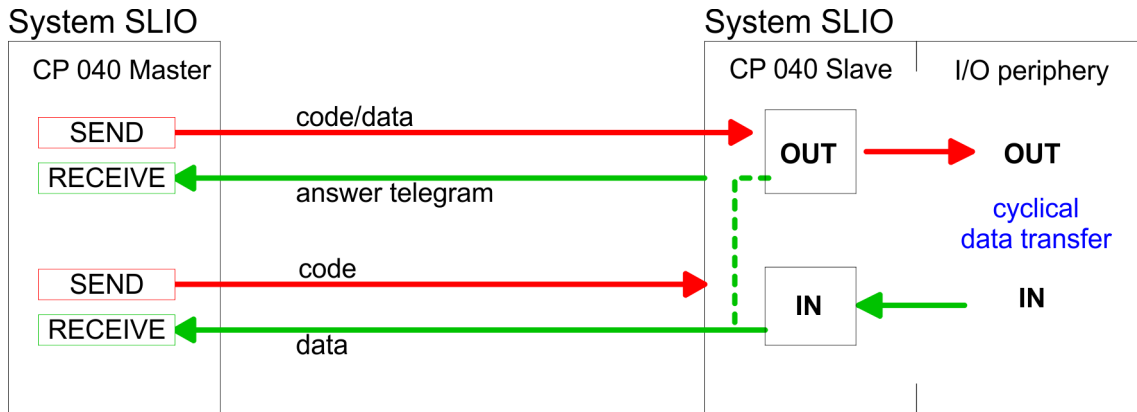 System SLIO
System SLIO
CP 040 Master
CP 040 Slave
I/O periphery
SEND
code/data
OUT
OUT
RECEIVE
answer telegram
cyclical
data transfer
SEND
code
IN
IN
RECEIVE
data